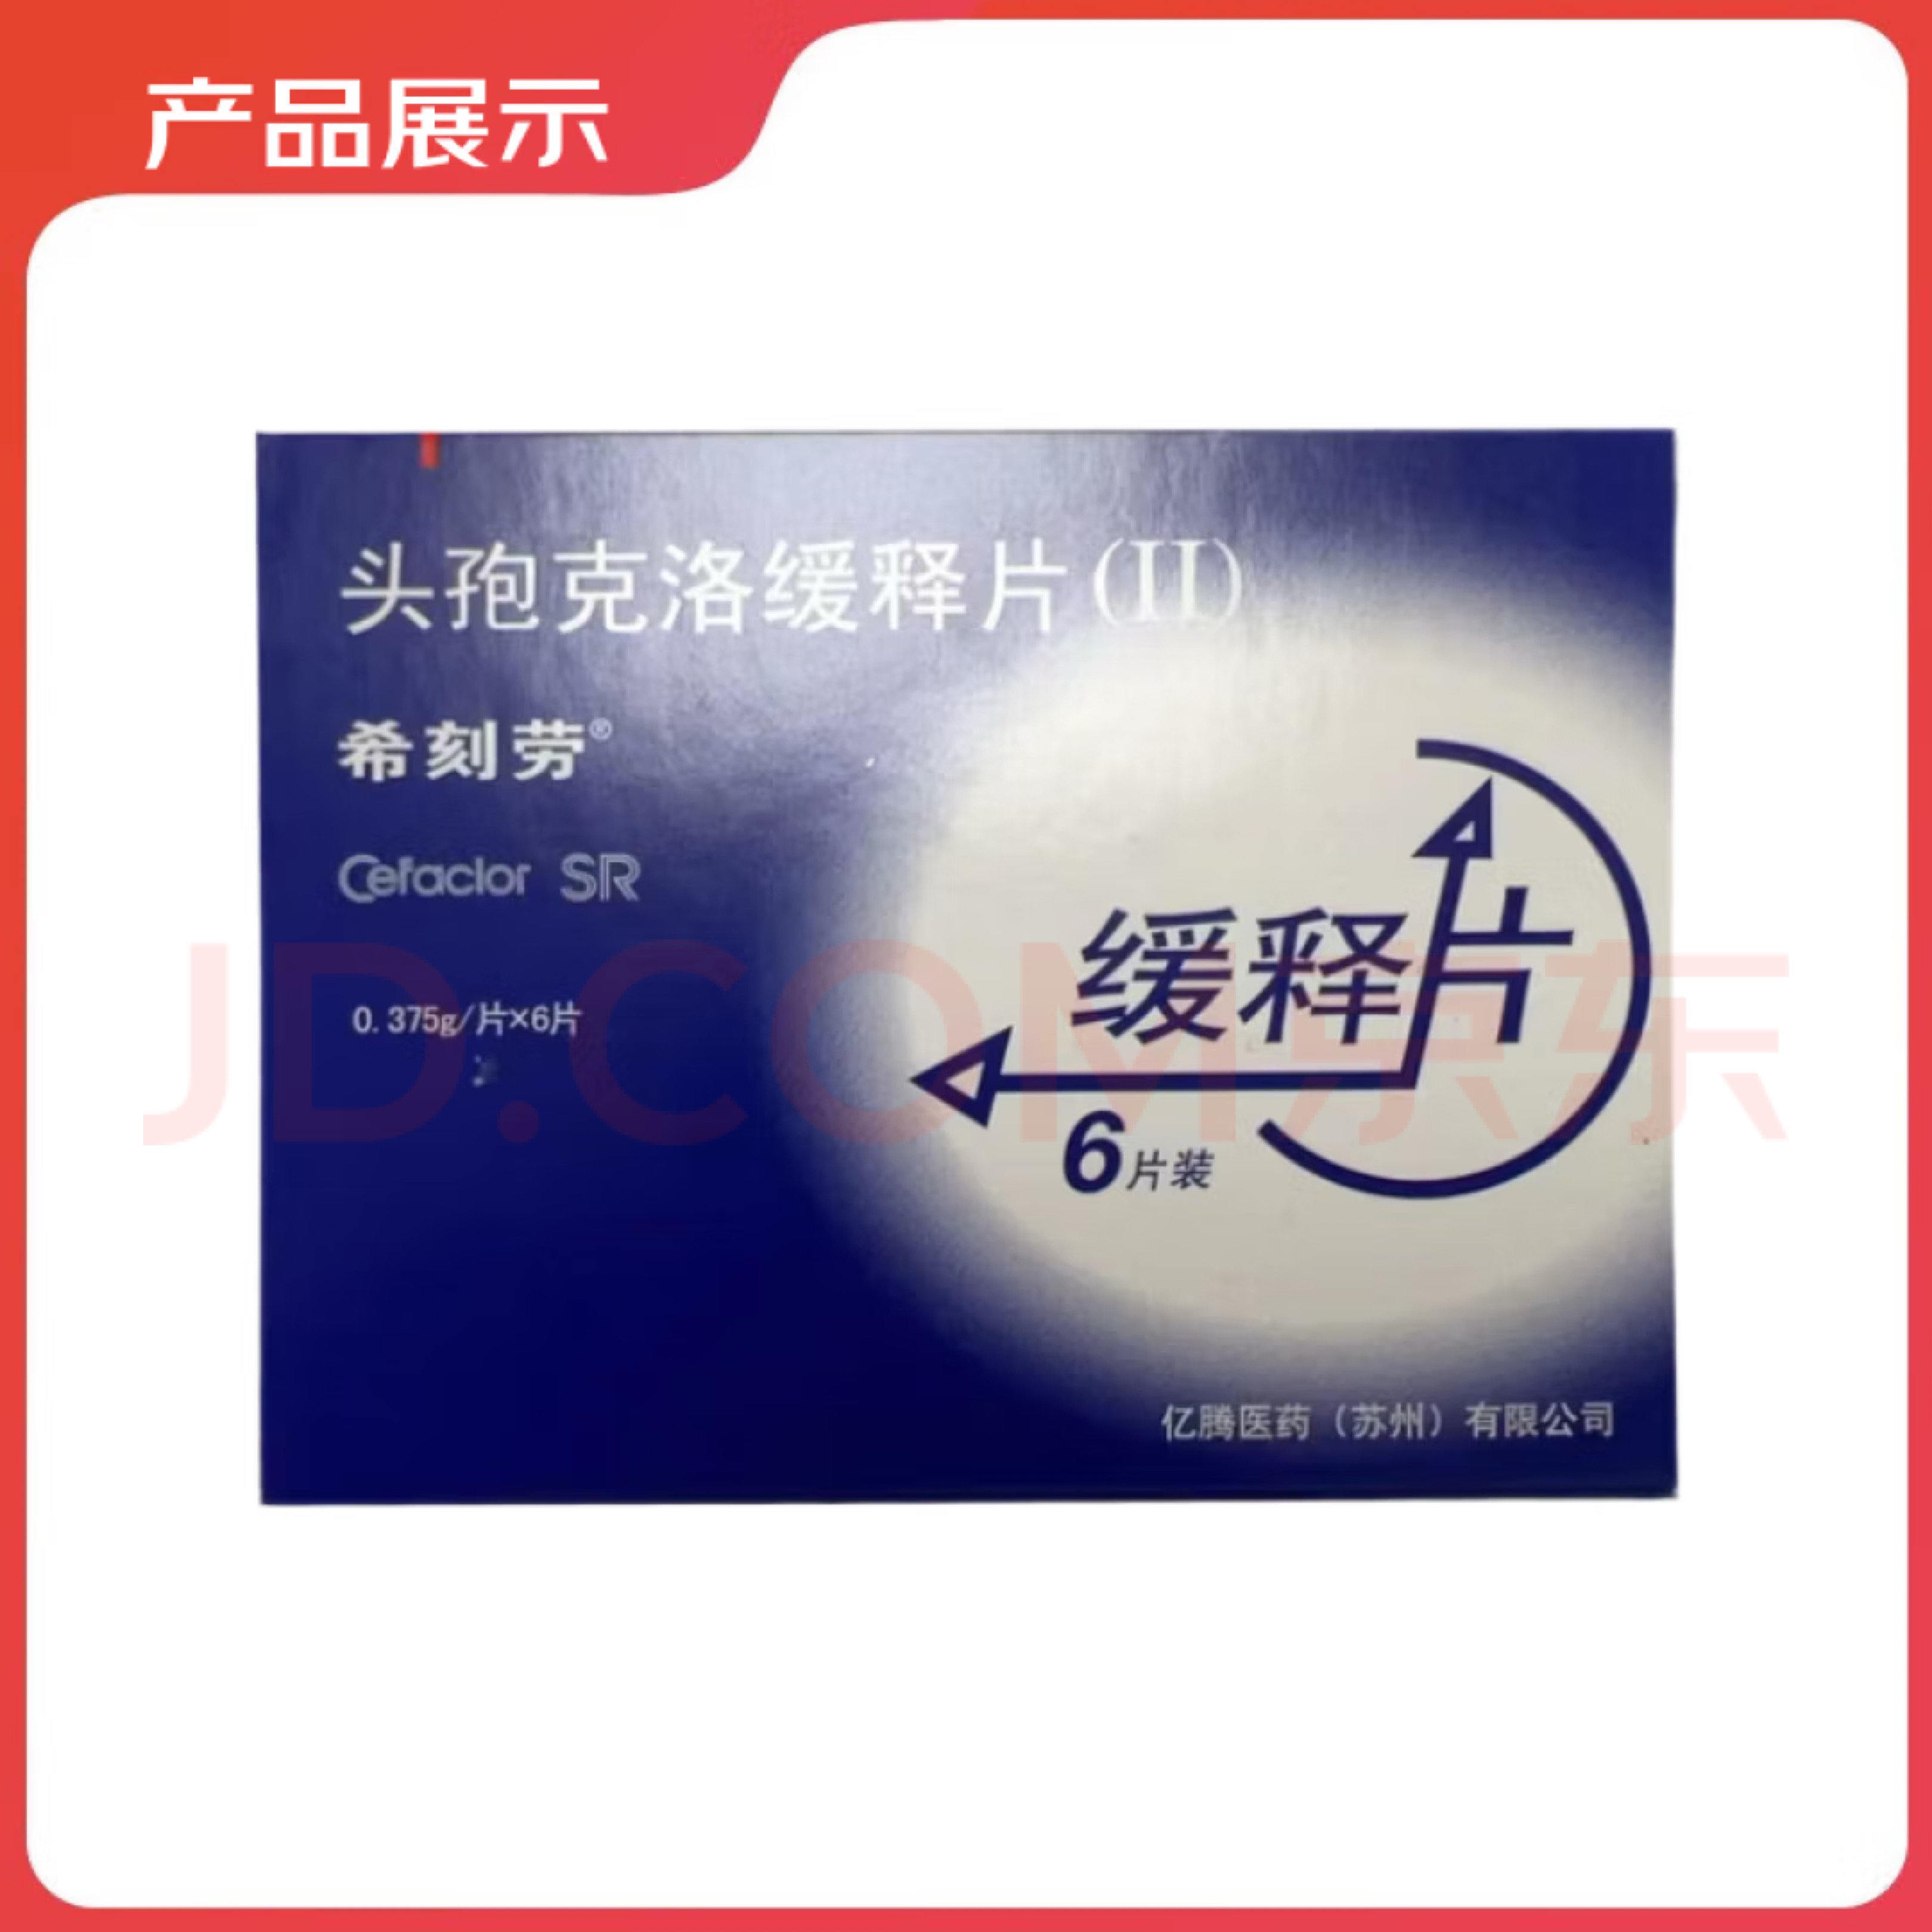 产品展示
头孢克洛缓释片(II)
希刻劳®
Cefaclor SR
0.375g/片×6片
缓释片
6片装
亿腾医药（苏州）有限公司
JD.COM京东